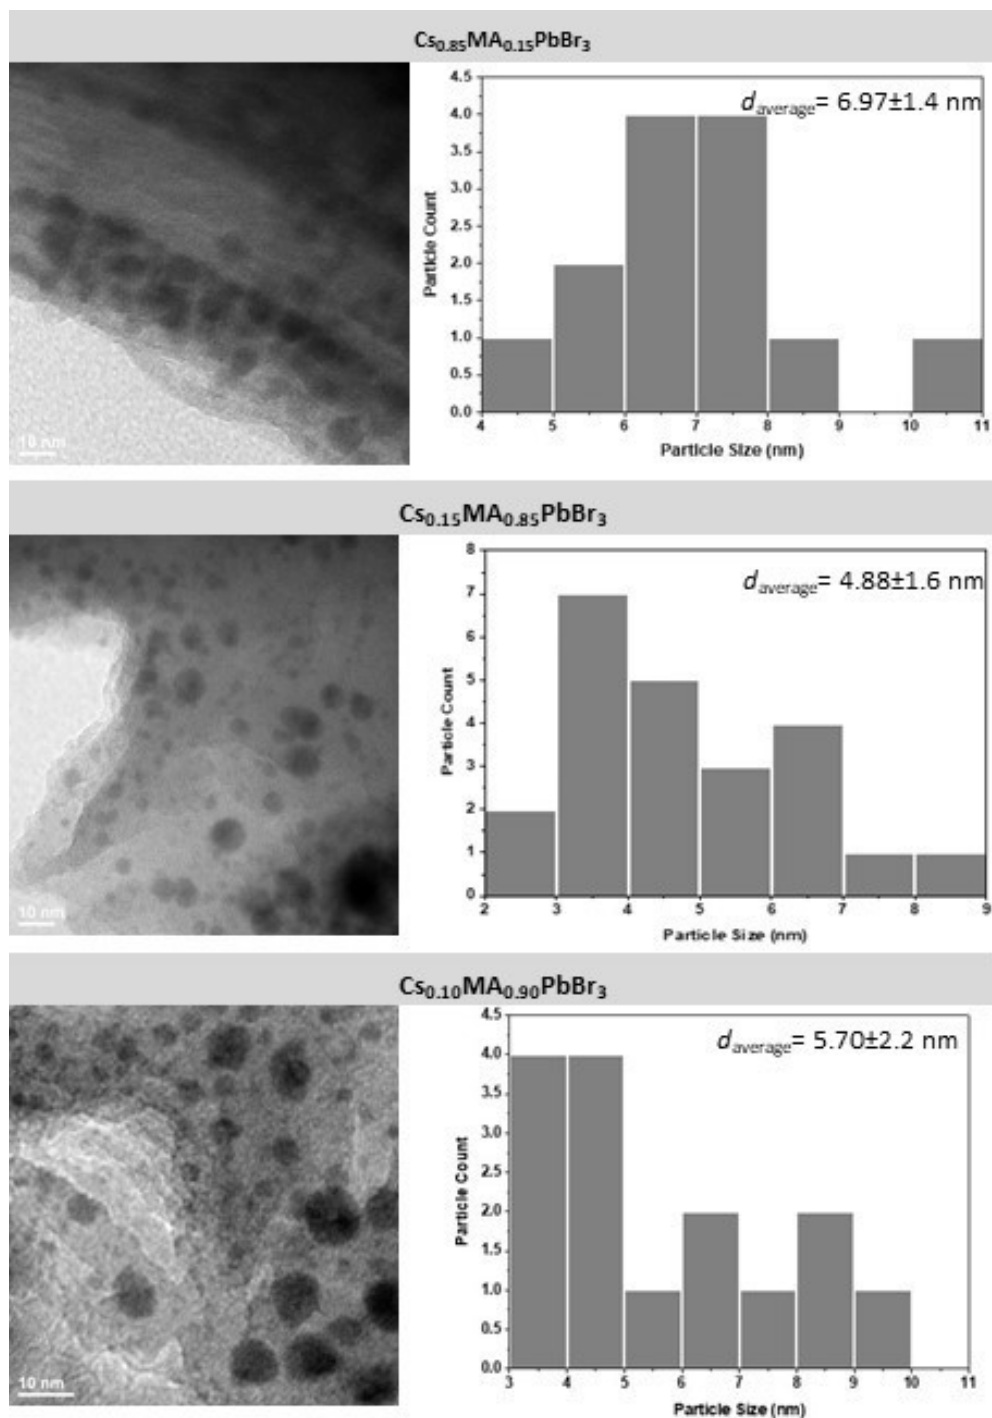 Cs₀.₈₅MA₀.₁₅PbBr₃
d average= 6.97±1.4 nm
4.5
4.0
3.5
3.0
2.5
2.0
1.5
1.0
0.5
0.0
Particle Count
4 5 6 7 8 9 10 11
Particle Size (nm)
10 nm
Cs₀.₁₅MA₀.₈₅PbBr₃
d average= 4.88±1.6 nm
8
7
6
5
4
3
2
1
0
Particle Count
2 3 4 5 6 7 8 9
Particle Size (nm)
10 nm
Cs₀.₁₀MA₀.₉₀PbBr₃
d average= 5.70±2.2 nm
4.5
4.0
3.5
3.0
2.5
2.0
1.5
1.0
0.5
0.0
Particle Count
3 4 5 6 7 8 9 10 11
Particle Size (nm)
10 nm